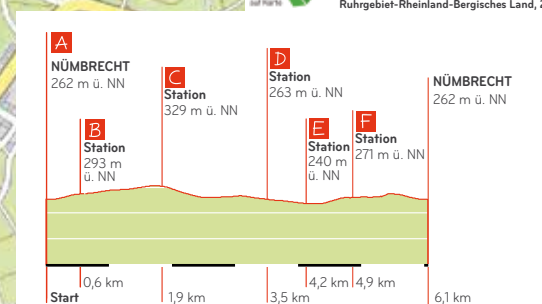 Ruhrgebiet-Rheinland-Bergisches Land, 2
A
NÜMBRECHT
262 m ü. NN
B
Station
293 m
ü. NN
C
Station
329 m ü. NN
D
Station
263 m ü. NN
E
Station
240 m
ü. NN
F
Station
271 m ü. NN
NÜMBRECHT
262 m ü. NN
0,6 km
4,2 km
4,9 km
Start
1,9 km
3,5 km
6,1 km